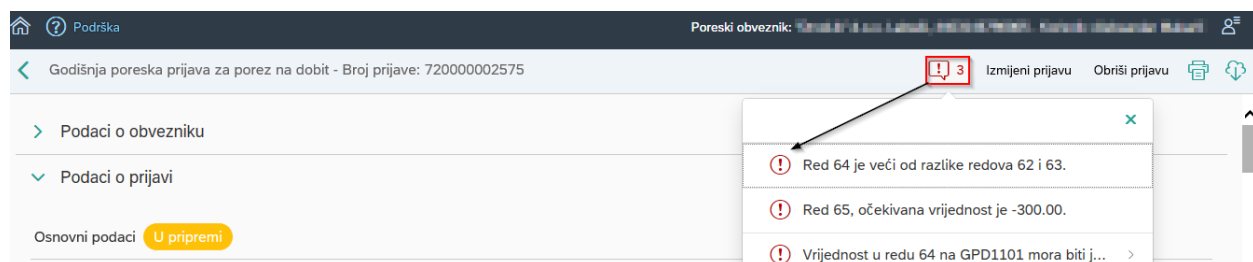 Podrška
Poreski obveznik:
Godišnja poreska prijava za porez na dobit - Broj prijave: 720000002575
3
Izmijeni prijavu
Obriši prijavu
Podaci o obvezniku
Podaci o prijavi
Osnovni podaci
U pripremi
Red 64 je veći od razlike redova 62 i 63.
Red 65, očekivana vrijednost je -300.00.
Vrijednost u redu 64 na GPD1101 mora biti j...